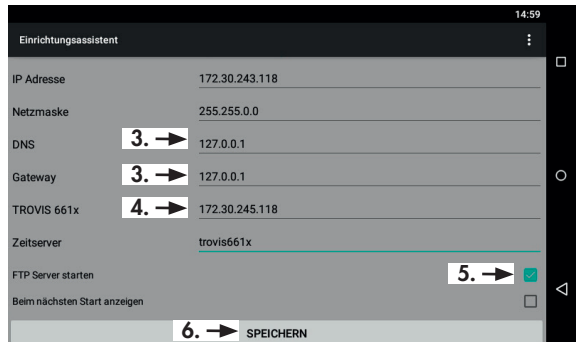 14:59
Einrichtungsassistent
IP Adresse 172.30.243.118
Netzmaske 255.255.0.0
DNS 3. 127.0.0.1
Gateway 3. 127.0.0.1
TROVIS 661x 4. 172.30.245.118
Zeitserver trovis661x
FTP Server starten 5.
Beim nächsten Start anzeigen
6. SPEICHERN